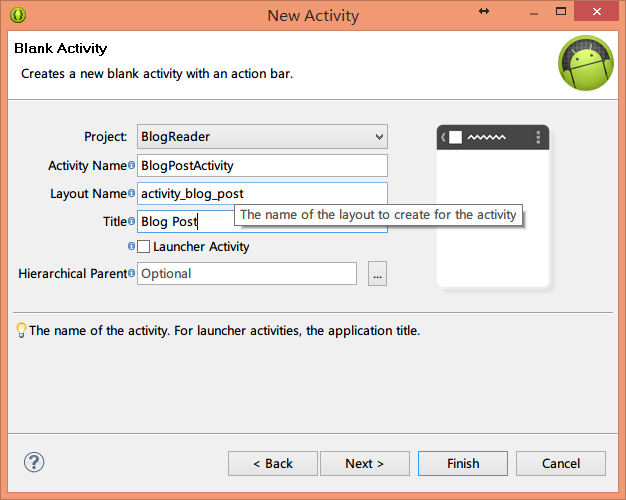 New Activity
Blank Activity
Creates a new blank activity with an action bar.
Project: BlogReader
Activity Name BlogPostActivity
Layout Name activity_blog_post
The name of the layout to create for the activity
Title Blog Post
Launcher Activity
Hierarchical Parent Optional ...
The name of the activity. For launcher activities, the application title.
? < Back Next > Finish Cancel